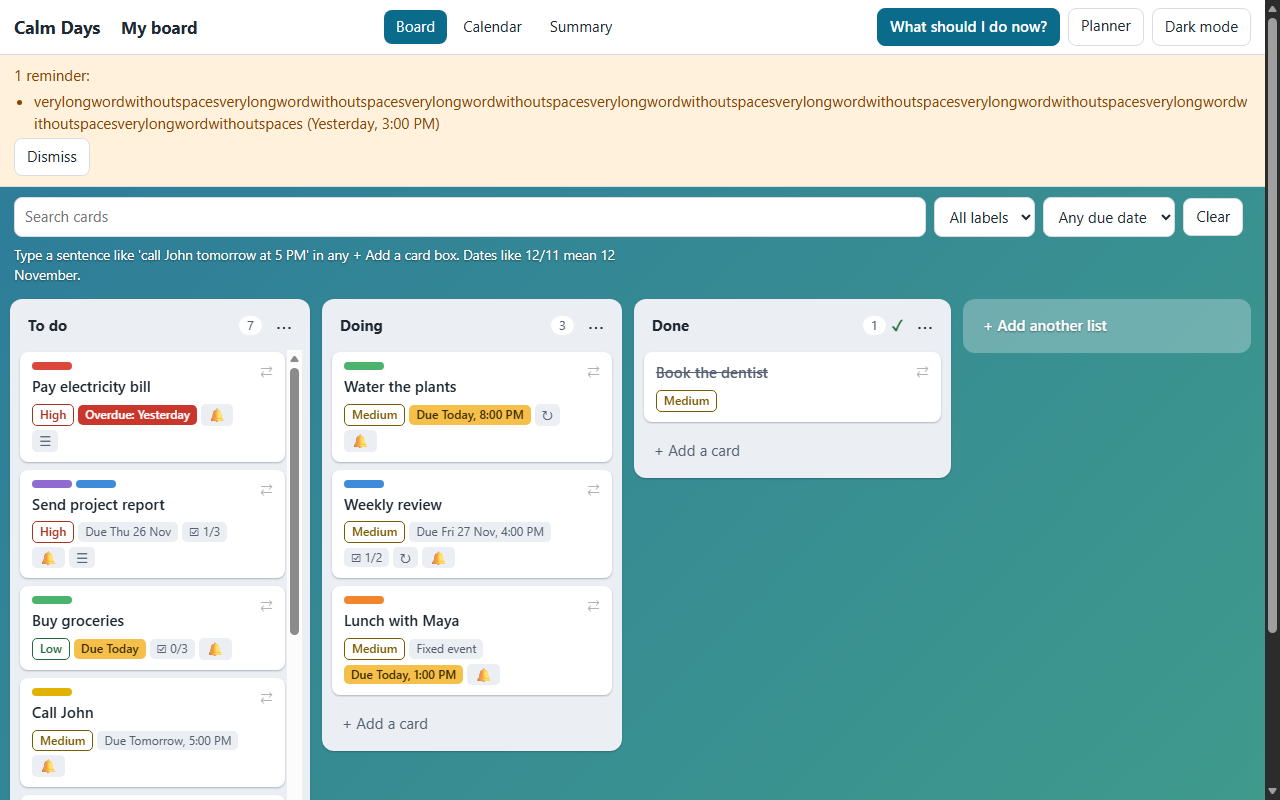 Calm Days My board Board Calendar Summary What should I do now? Planner Dark mode
1 reminder:
• verylongwordwithoutspacesverylongwordwithoutspacesverylongwordwithoutspacesverylongwordwithoutspacesverylongwordwithoutspacesverylongwordwithoutspacesverylongwordw
ithoutspacesverylongwordwithoutspaces (Yesterday, 3:00 PM)
Dismiss
Search cards All labels Any due date Clear
Type a sentence like 'call John tomorrow at 5 PM' in any + Add a card box. Dates like 12/11 mean 12
November.
To do 7 ...
Pay electricity bill
High Overdue: Yesterday
Send project report
High Due Thu 26 Nov 1/3
Buy groceries
Low Due Today 0/3
Call John
Medium Due Tomorrow, 5:00 PM
Doing 3 ...
Water the plants
Medium Due Today, 8:00 PM
Weekly review
Medium Due Fri 27 Nov, 4:00 PM
1/2
Lunch with Maya
Medium Fixed event
Due Today, 1:00 PM
+ Add a card
Done 1 ✓ ...
Book the dentist
Medium
+ Add a card
+ Add another list